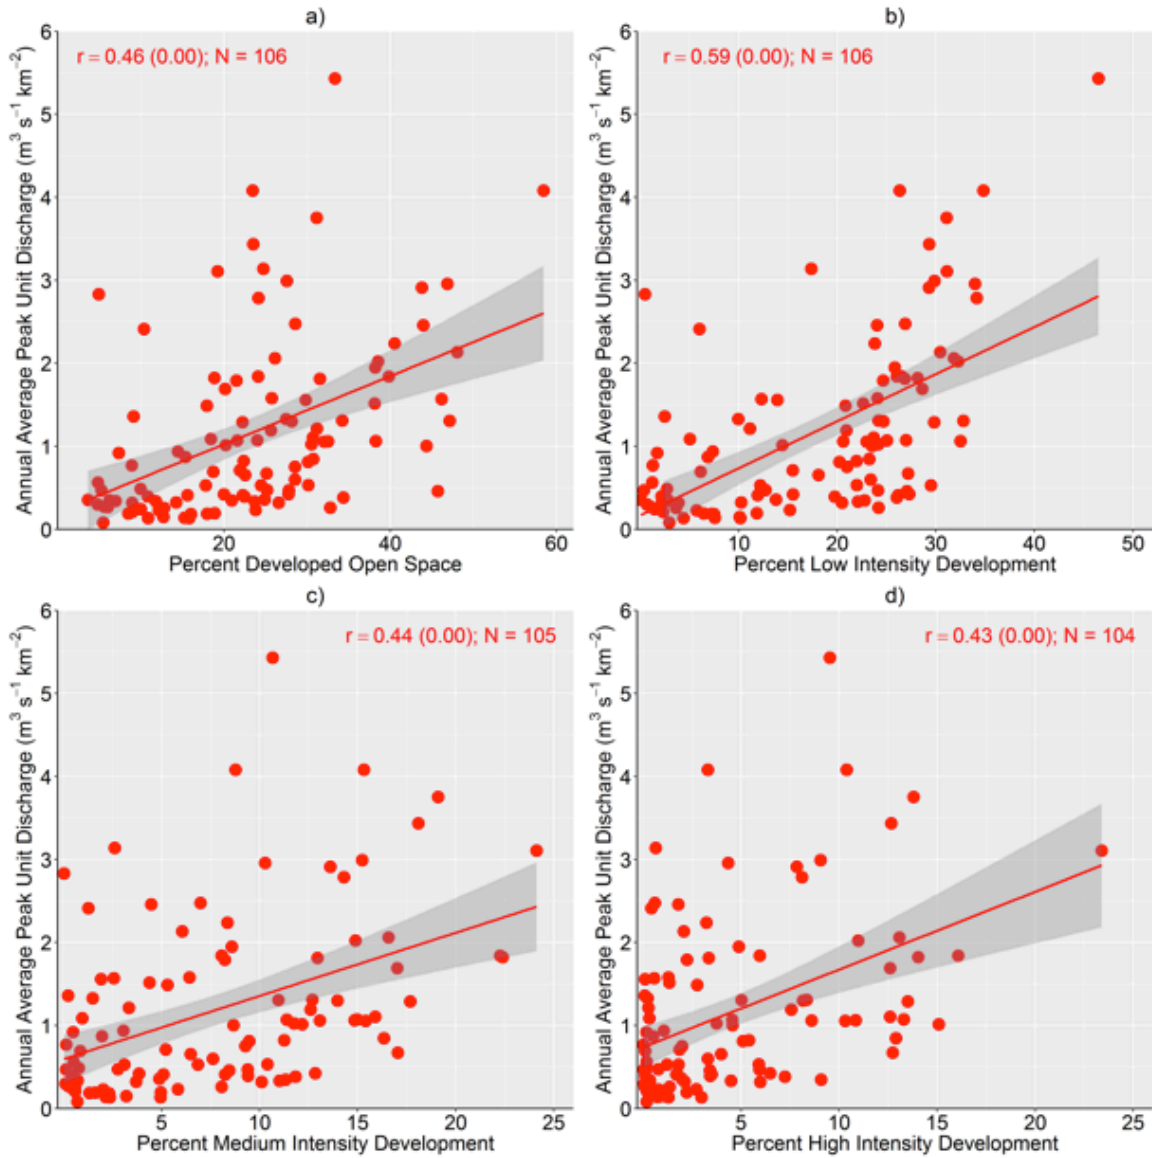 a)
r = 0.46 (0.00); N = 106
Annual Average Peak Unit Discharge (m³ s⁻¹ km⁻²)
6
5
4
3
2
1
0
20
40
60
Percent Developed Open Space
b)
r = 0.59 (0.00); N = 106
Annual Average Peak Unit Discharge (m³ s⁻¹ km⁻²)
6
5
4
3
2
1
0
10
20
30
40
50
Percent Low Intensity Development
c)
r = 0.44 (0.00); N = 105
Annual Average Peak Unit Discharge (m³ s⁻¹ km⁻²)
6
5
4
3
2
1
0
5
10
15
20
25
Percent Medium Intensity Development
d)
r = 0.43 (0.00); N = 104
Annual Average Peak Unit Discharge (m³ s⁻¹ km⁻²)
6
5
4
3
2
1
0
5
10
15
20
25
Percent High Intensity Development